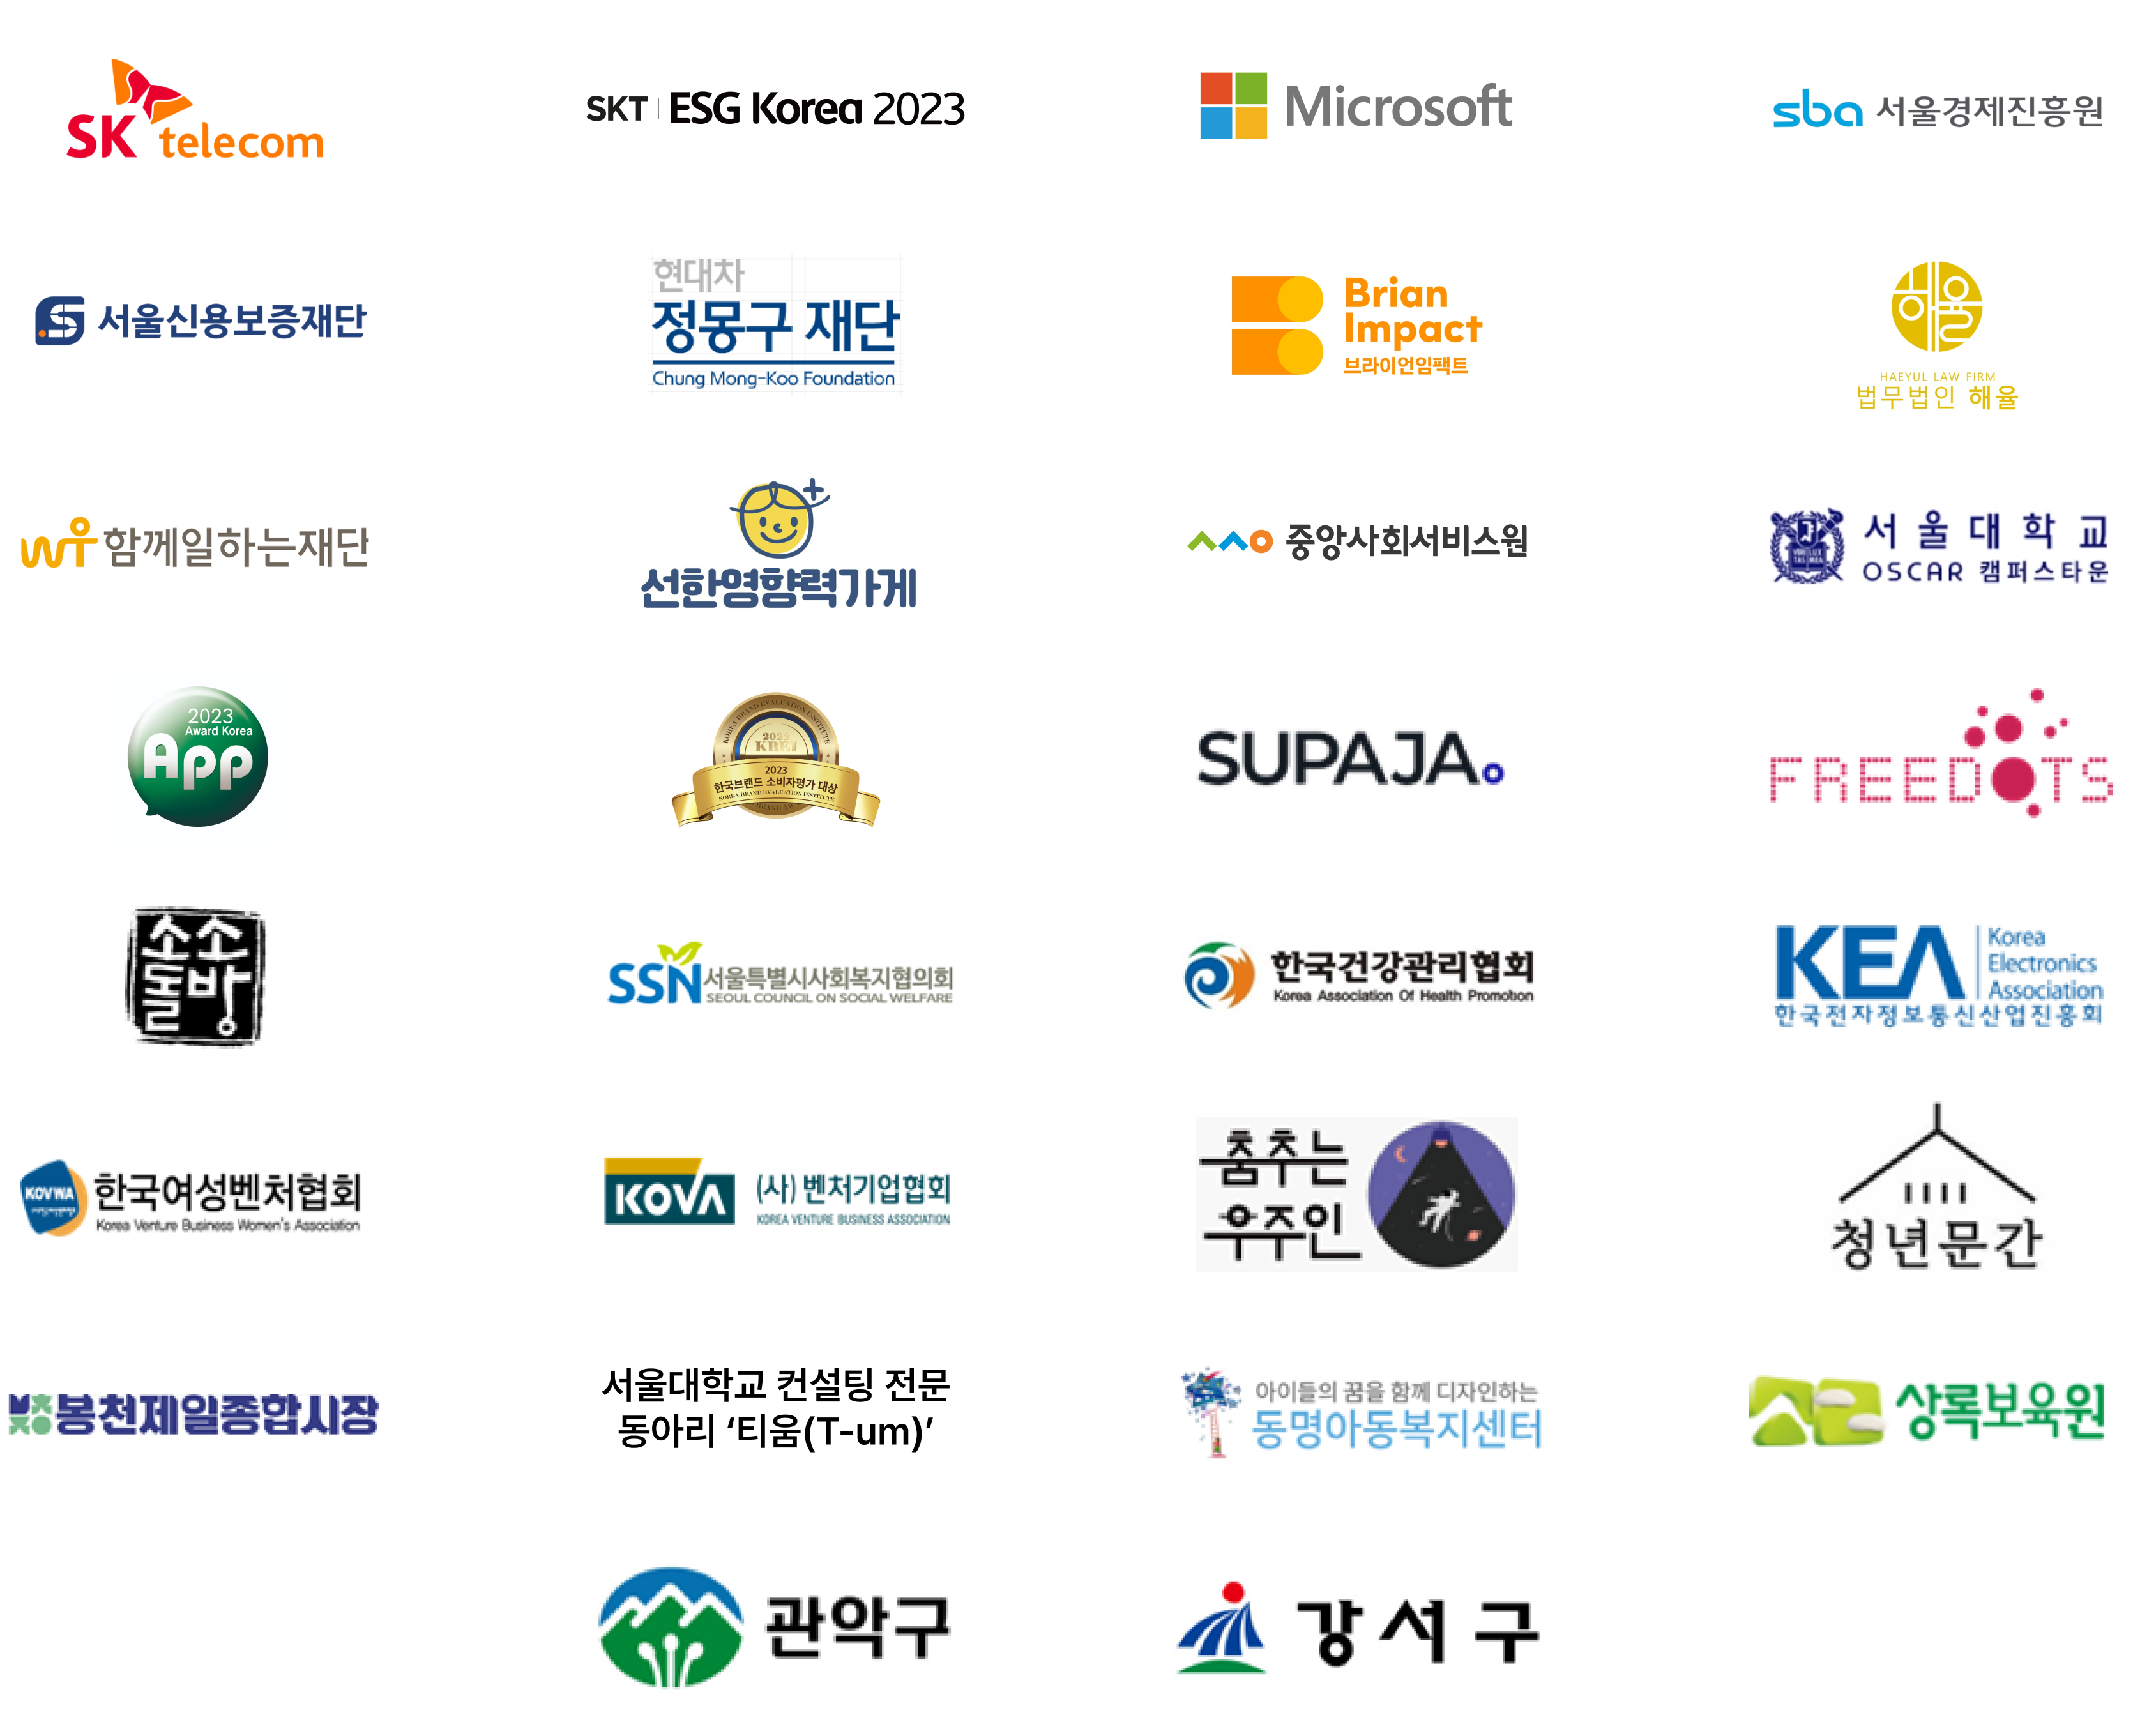 SK telecom
SKT | ESG Korea 2023
Microsoft
sba 서울경제진흥원
서울신용보증재단
현대차
정몽구 재단
Chung Mong-Koo Foundation
Brian
Impact
브라이언임팩트
해율
HAEYUL LAW FIRM
법무법인 해율
함께일하는재단
선한영향력가게
중앙사회서비스원
서울대학교
OSCAR 캠퍼스타운
2023
Award Korea
App
KOREA BRAND EVALUATION INSTITUTE
2023
KBEI
2023
한국브랜드 소비자평가 대상
KOREA BRAND EVALUATION INSTITUTE
SUPAJA
FREEDOTS
소소
돌방
SSN 서울특별시사회복지협의회
SEOUL COUNCIL ON SOCIAL WELFARE
한국건강관리협회
Korea Association Of Health Promotion
KEA
Korea
Electronics
Association
한국전자정보통신산업진흥회
KOVWA
한국여성벤처협회
Korea Venture Business Women's Association
KOVA (사)벤처기업협회
KOREA VENTURE BUSINESS ASSOCIATION
춤추는
우주인
청년문간
봉천제일종합시장
서울대학교 컨설팅 전문
동아리 ‘티움(T-um)’
아이들의 꿈을 함께 디자인하는
동명아동복지센터
상록보육원
관악구
강서구